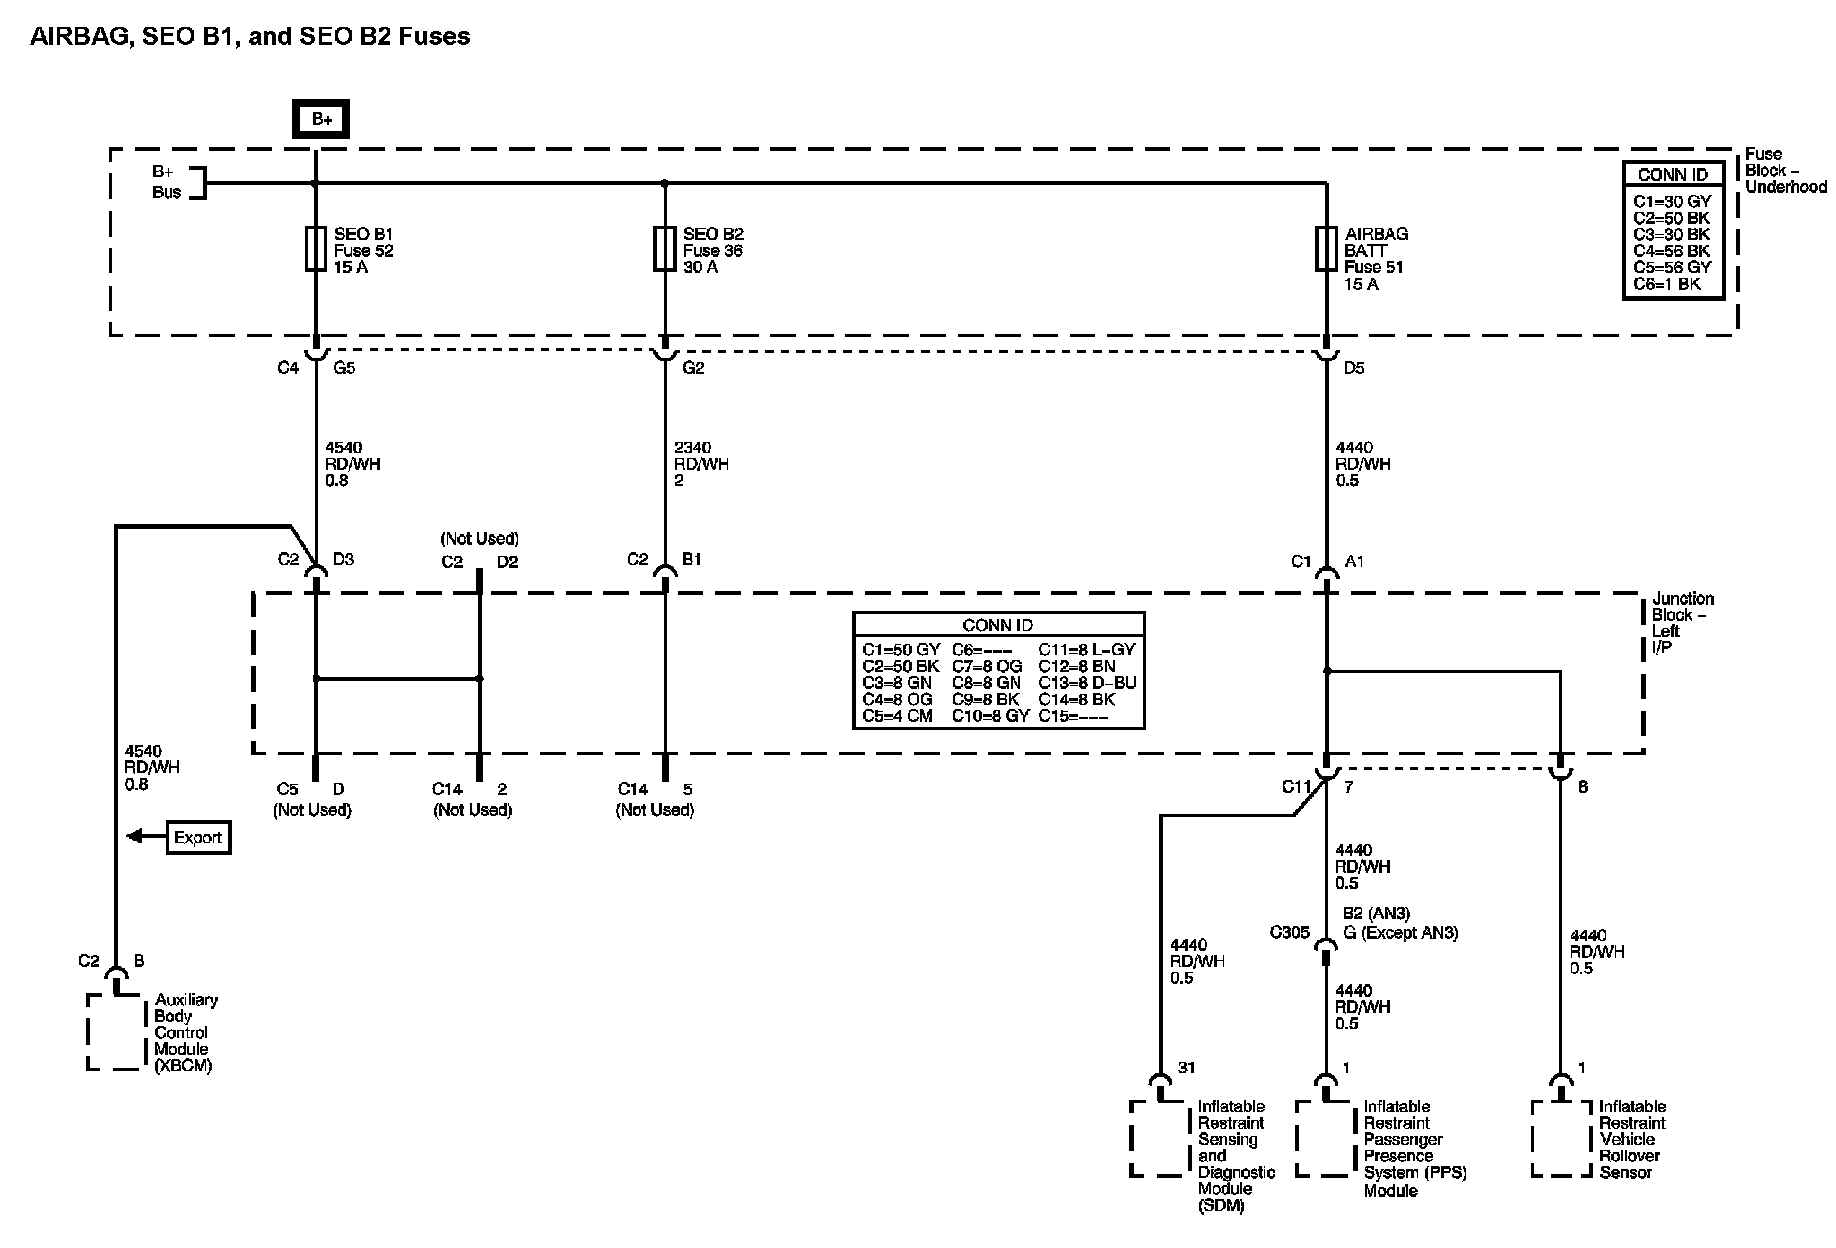 AIRBAG, SEO B1, and SEO B2 Fuses
B+
B+
Bus
Fuse
Block –
Underhood
CONN ID
C1=30 GY
C2=50 BK
C3=30 BK
C4=56 BK
C5=56 GY
C6=1 BK
SEO B1
Fuse 52
15 A
SEO B2
Fuse 36
30 A
AIRBAG
BATT
Fuse 51
15 A
C4 G5
G2
D5
4540
RD/WH
0.8
2340
RD/WH
2
4440
RD/WH
0.5
C2 D3
(Not Used)
C2 D2
C2 B1
C1 A1
Junction
Block –
Left
I/P
CONN ID
C1=50 GY C6=––– C11=8 L–GY
C2=50 BK C7=8 OG C12=8 BN
C3=8 GN C8=8 GN C13=8 D–BU
C4=8 OG C9=8 BK C14=8 BK
C5=4 CM C10=8 GY C15=–––
4540
RD/WH
0.8
C5 D
(Not Used)
C14 2
(Not Used)
C14 5
(Not Used)
C11 7
8
Export
4440
RD/WH
0.5
B2 (AN3)
C305 G (Except AN3)
4440
RD/WH
0.5
4440
RD/WH
0.5
4440
RD/WH
0.5
C2 B
Auxiliary
Body
Control
Module
(XBCM)
31
1
1
Inflatable
Restraint
Sensing
and
Diagnostic
Module
(SDM)
Inflatable
Restraint
Passenger
Presence
System (PPS)
Module
Inflatable
Restraint
Vehicle
Rollover
Sensor